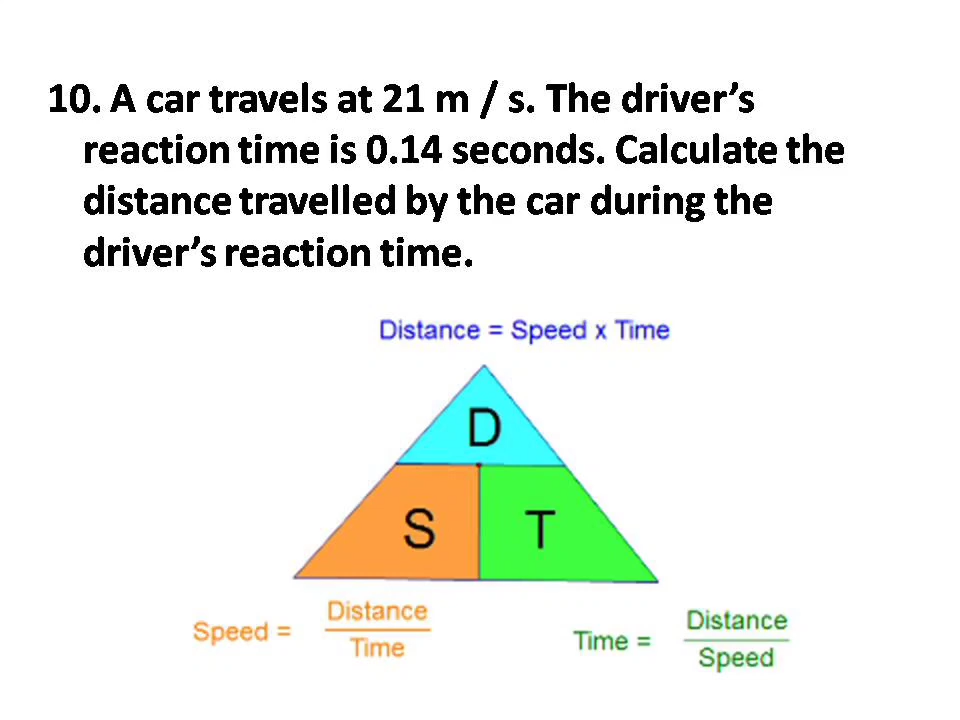 10. A car travels at 21 m / s. The driver’s
reaction time is 0.14 seconds. Calculate the
distance travelled by the car during the
driver’s reaction time.
Distance = Speed x Time
D
S T
Speed = Distance
Time
Time = Distance
Speed